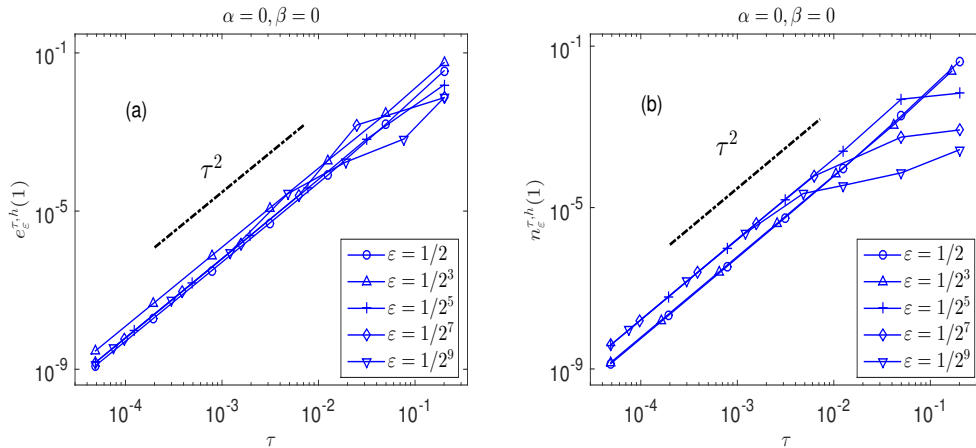 α = 0, β = 0
10^-1
10^-5
10^-9
e_ε^{τ,h}(1)
(a)
τ^2
ε = 1/2
ε = 1/2^3
ε = 1/2^5
ε = 1/2^7
ε = 1/2^9
10^-4 10^-3 10^-2 10^-1
τ
α = 0, β = 0
10^-1
10^-5
10^-9
n_ε^{τ,h}(1)
(b)
τ^2
ε = 1/2
ε = 1/2^3
ε = 1/2^5
ε = 1/2^7
ε = 1/2^9
10^-4 10^-3 10^-2 10^-1
τ